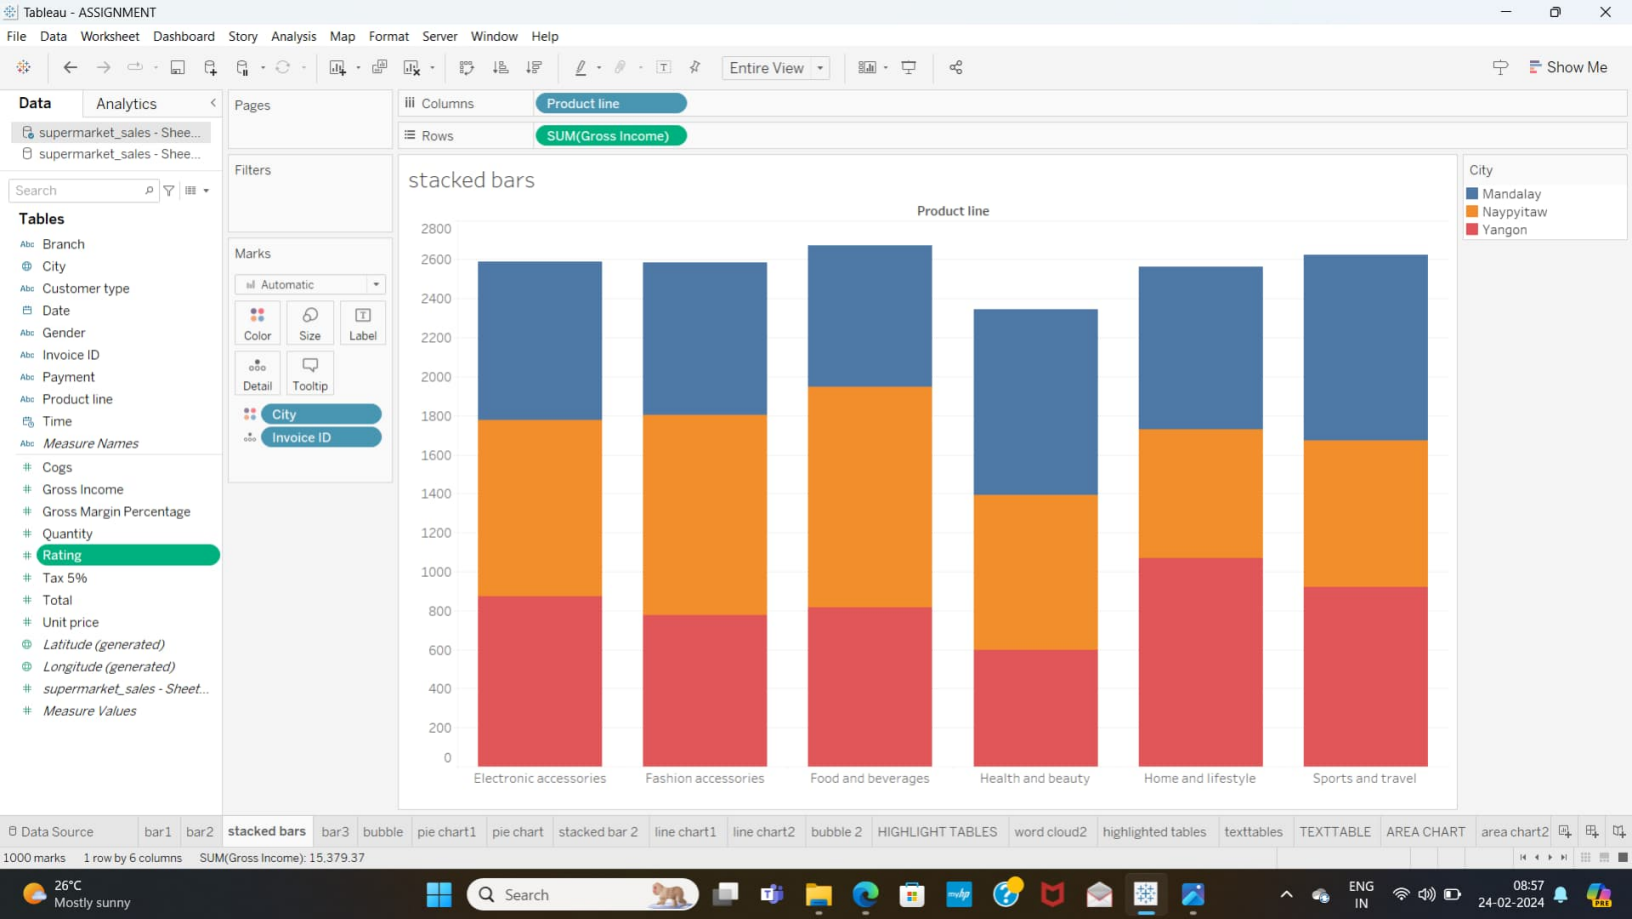 Tableau - ASSIGNMENT
File Data Worksheet Dashboard Story Analysis Map Format Server Window Help
Entire View
Show Me
Data Analytics
supermarket_sales - Shee...
supermarket_sales - Shee...
Search
Tables
Abc Branch
City
Abc Customer type
Date
Abc Gender
Abc Invoice ID
Abc Payment
Abc Product line
Time
Abc Measure Names
# Cogs
# Gross Income
# Gross Margin Percentage
# Quantity
# Rating
# Tax 5%
# Total
# Unit price
Latitude (generated)
Longitude (generated)
# supermarket_sales - Sheet...
# Measure Values
Pages
Filters
Marks
Automatic
Color Size Label
Detail Tooltip
City
Invoice ID
Columns Product line
Rows SUM(Gross Income)
stacked bars
Product line
2800
2600
2400
2200
2000
1800
1600
1400
1200
1000
800
600
400
200
0
Electronic accessories Fashion accessories Food and beverages Health and beauty Home and lifestyle Sports and travel
City
Mandalay
Naypyitaw
Yangon
Data Source bar1 bar2 stacked bars bar3 bubble pie chart1 pie chart stacked bar 2 line chart1 line chart2 bubble 2 HIGHLIGHT TABLES word cloud2 highlighted tables texttables TEXTTABLE AREA CHART area chart2
1000 marks 1 row by 6 columns SUM(Gross Income): 15,379.37
26°C
Mostly sunny
Search
myhp
ENG
IN
08:57
24-02-2024
PRE